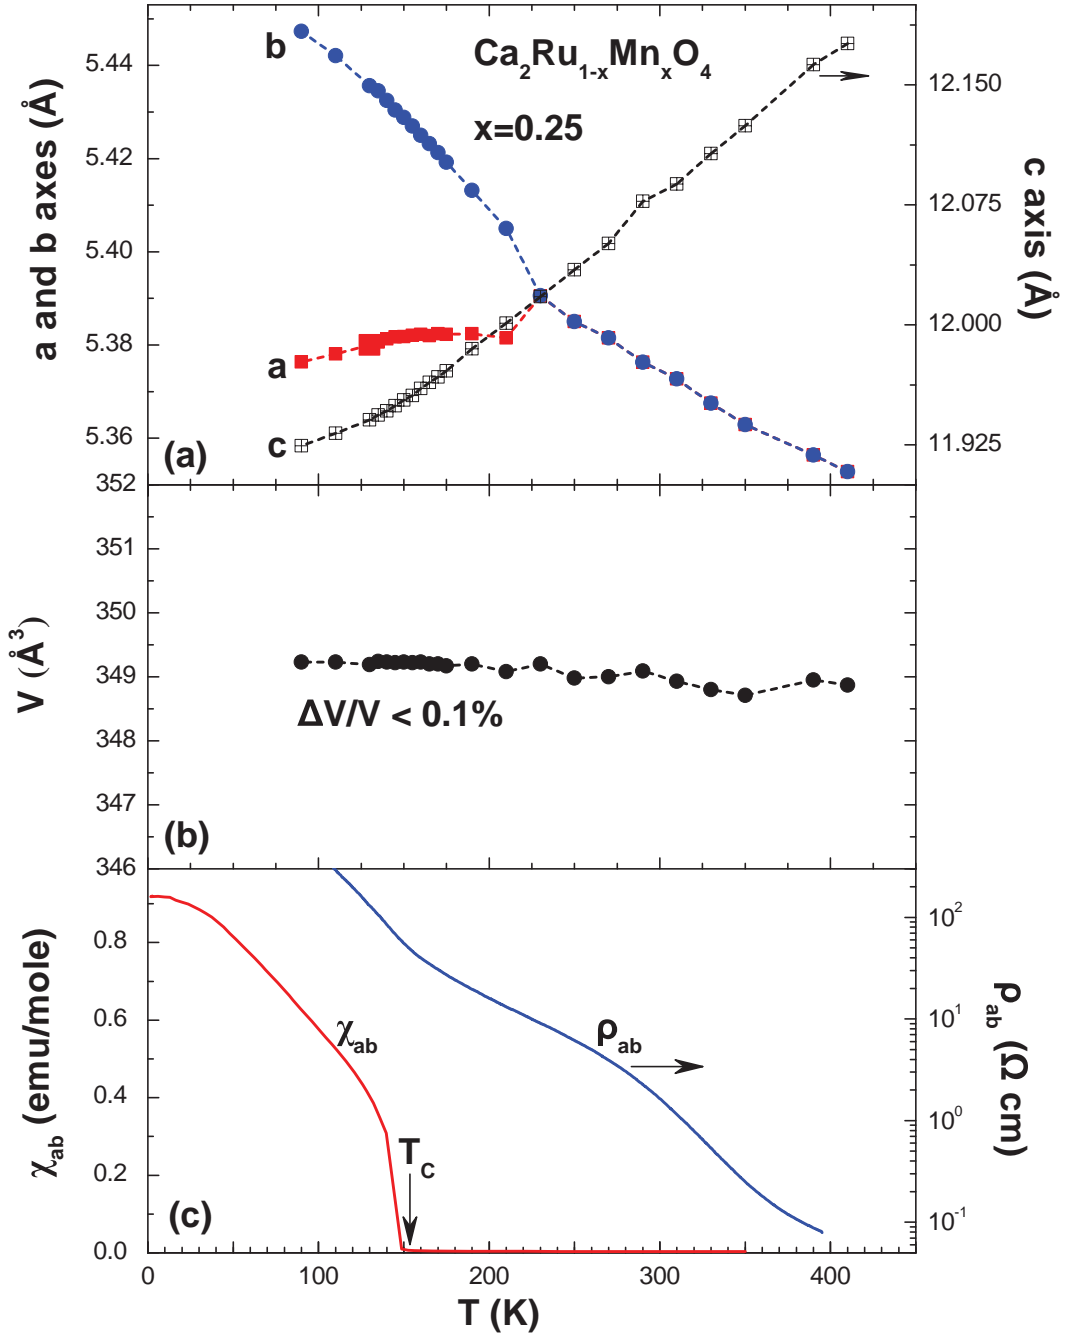 Ca₂Ru₁₋ₓMnₓO₄
x=0.25
b
a
c
(a)
a and b axes (Å)
5.44
5.42
5.40
5.38
5.36
c axis (Å)
12.150
12.075
12.000
11.925
352
351
350
349
348
347
346
V (Å³)
ΔV/V < 0.1%
(b)
χab (emu/mole)
0.8
0.6
0.4
0.2
0.0
χab
ρab
TC
(c)
10²
10¹
10⁰
10⁻¹
ρab (Ω cm)
0 100 200 300 400
T (K)